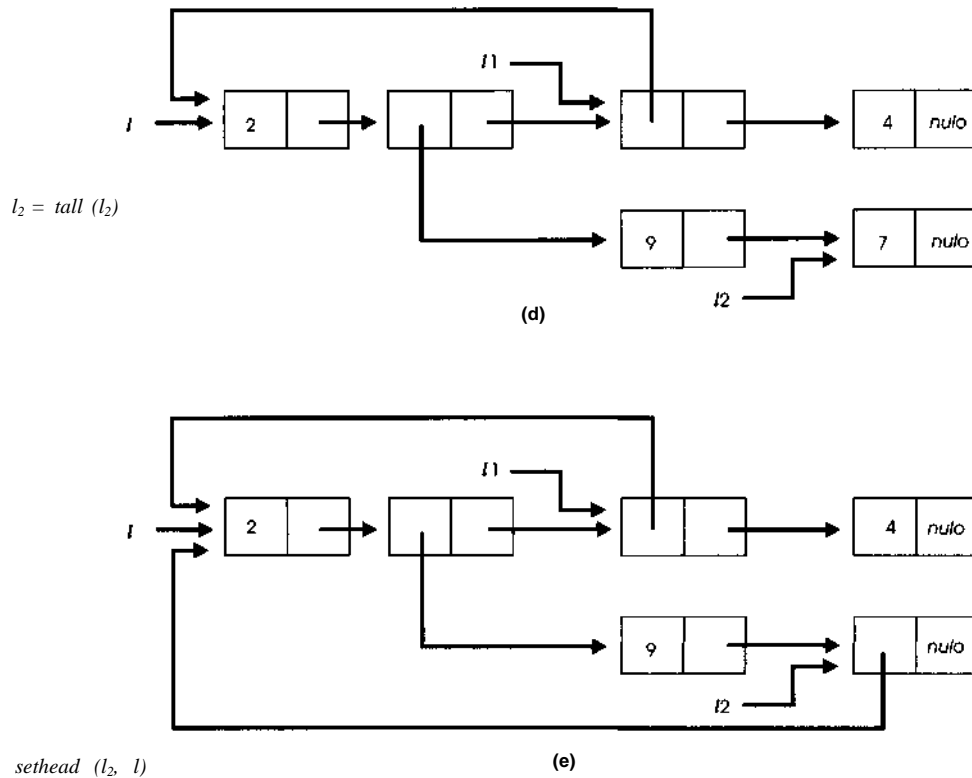 l1
l 2 4 nulo
l₂ = tall (l₂)
9 7 nulo
l2
(d)
l1
l 2 4 nulo
9 nulo
l2
sethead (l₂, l)
(e)